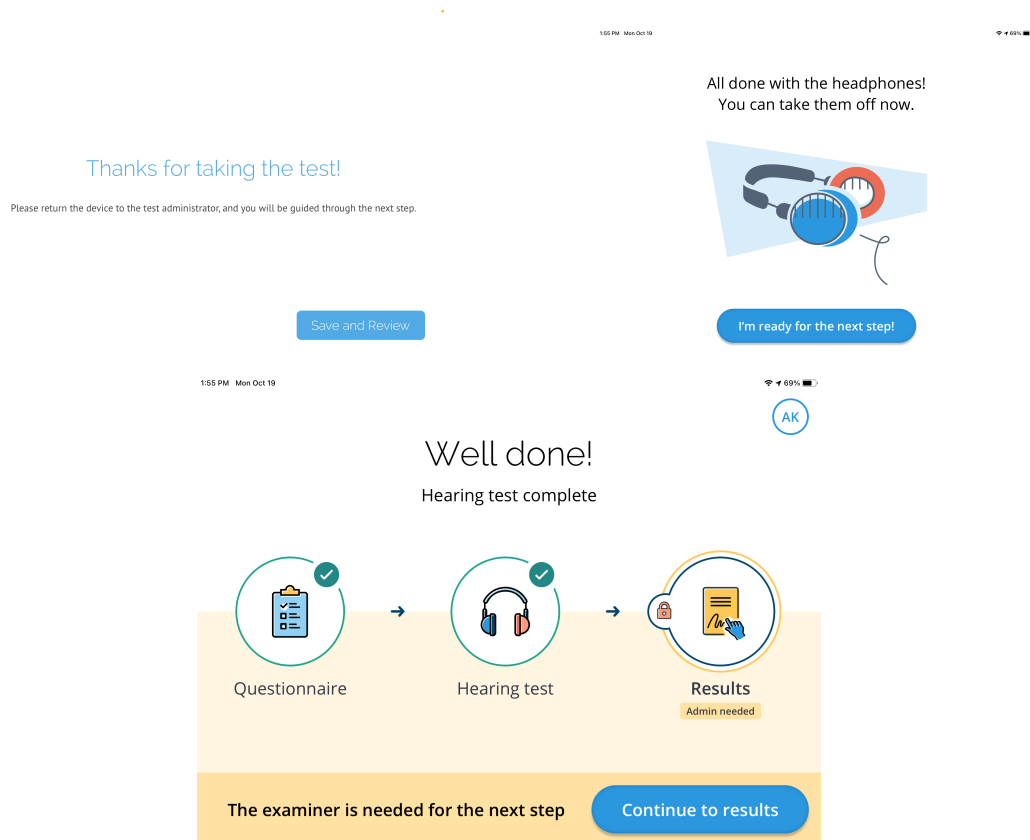 1:55 PM Mon Oct 19
69%
All done with the headphones!
You can take them off now.
Thanks for taking the test!
Please return the device to the test administrator, and you will be guided through the next step.
Save and Review
I'm ready for the next step!
1:55 PM Mon Oct 19
69%
AK
Well done!
Hearing test complete
Questionnaire
Hearing test
Results
Admin needed
The examiner is needed for the next step
Continue to results